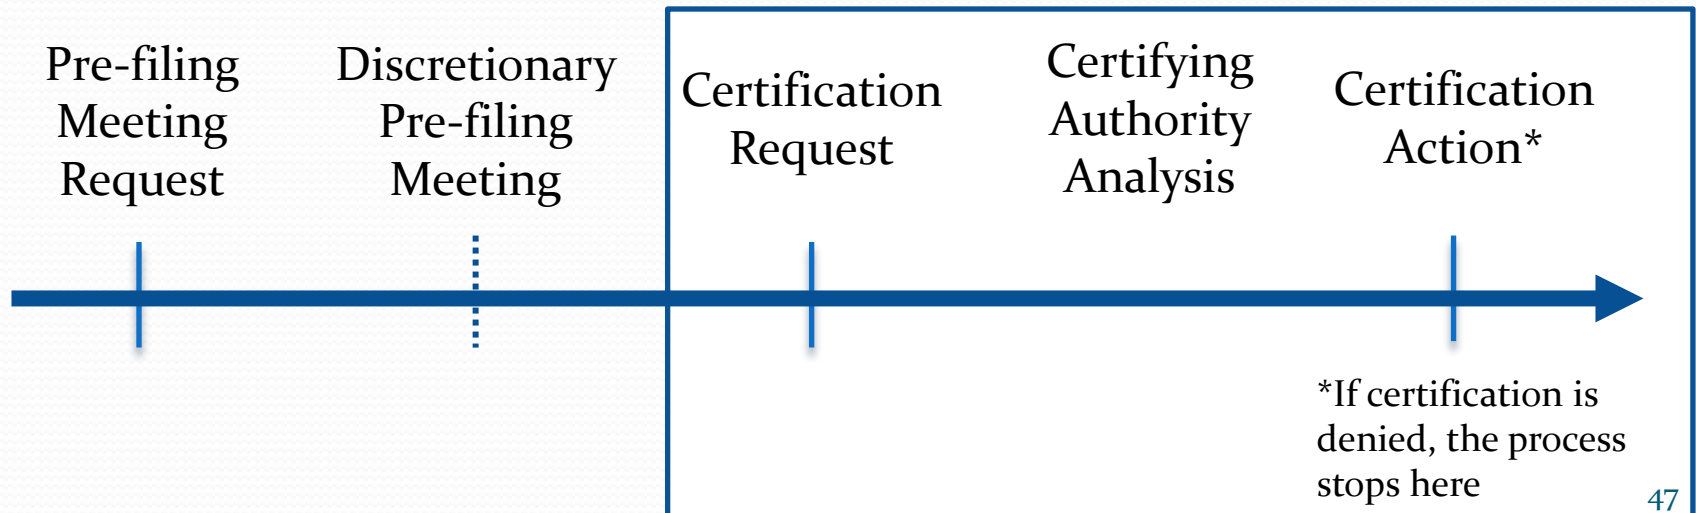 Pre-filing
Meeting
Request
Discretionary
Pre-filing
Meeting
Certification
Request
Certifying
Authority
Analysis
Certification
Action*
*If certification is
denied, the process
stops here
47